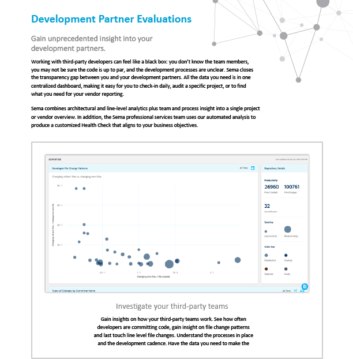 Development Partner Evaluations
Gain unprecedented insight into your
development partners.
Working with third-party developers can feel like a black box: you don't know the team members,
you may not be sure the code is up to par, and the development processes are unclear. Sema closes
the transparency gap between you and your development partners. All the data you need is in one
centralized dashboard, making it easy for you to check-in daily, audit a specific project, or to find
what you need for your vendor reporting.
Sema combines architectural and line-level analytics plus team and process insight into a single project
or vendor overview. In addition, the Sema professional services team uses our automated analysis to
produce a customized Health Check that aligns to your business objectives.
26960 100761
32
Investigate your third-party teams
Gain insights on how your third-party teams work. See how often
developers are committing code, gain insight on file change patterns
and last touch line level file changes. Understand the processes in place
and the development cadence. Have the data you need to make the